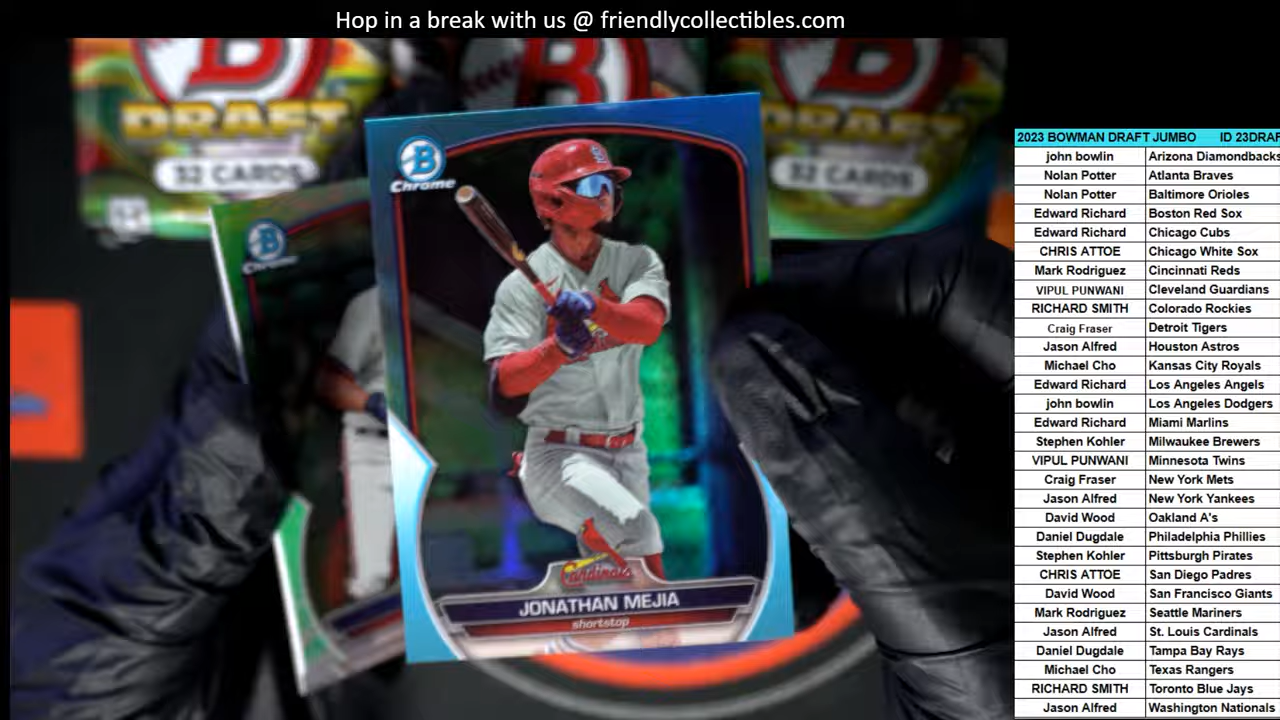 Hop in a break with us @ friendlycollectibles.com
DRAFT
32 CARDS
DRAFT
32 CARDS
B
Chrome
B
Chrome
Cardinals
JONATHAN MEJIA
shortstop
2023 BOWMAN DRAFT JUMBO ID 23DRAF
john bowlin Arizona Diamondbacks
Nolan Potter Atlanta Braves
Nolan Potter Baltimore Orioles
Edward Richard Boston Red Sox
Edward Richard Chicago Cubs
CHRIS ATTOE Chicago White Sox
Mark Rodriguez Cincinnati Reds
VIPUL PUNWANI Cleveland Guardians
RICHARD SMITH Colorado Rockies
Craig Fraser Detroit Tigers
Jason Alfred Houston Astros
Michael Cho Kansas City Royals
Edward Richard Los Angeles Angels
john bowlin Los Angeles Dodgers
Edward Richard Miami Marlins
Stephen Kohler Milwaukee Brewers
VIPUL PUNWANI Minnesota Twins
Craig Fraser New York Mets
Jason Alfred New York Yankees
David Wood Oakland A's
Daniel Dugdale Philadelphia Phillies
Stephen Kohler Pittsburgh Pirates
CHRIS ATTOE San Diego Padres
David Wood San Francisco Giants
Mark Rodriguez Seattle Mariners
Jason Alfred St. Louis Cardinals
Daniel Dugdale Tampa Bay Rays
Michael Cho Texas Rangers
RICHARD SMITH Toronto Blue Jays
Jason Alfred Washington Nationals